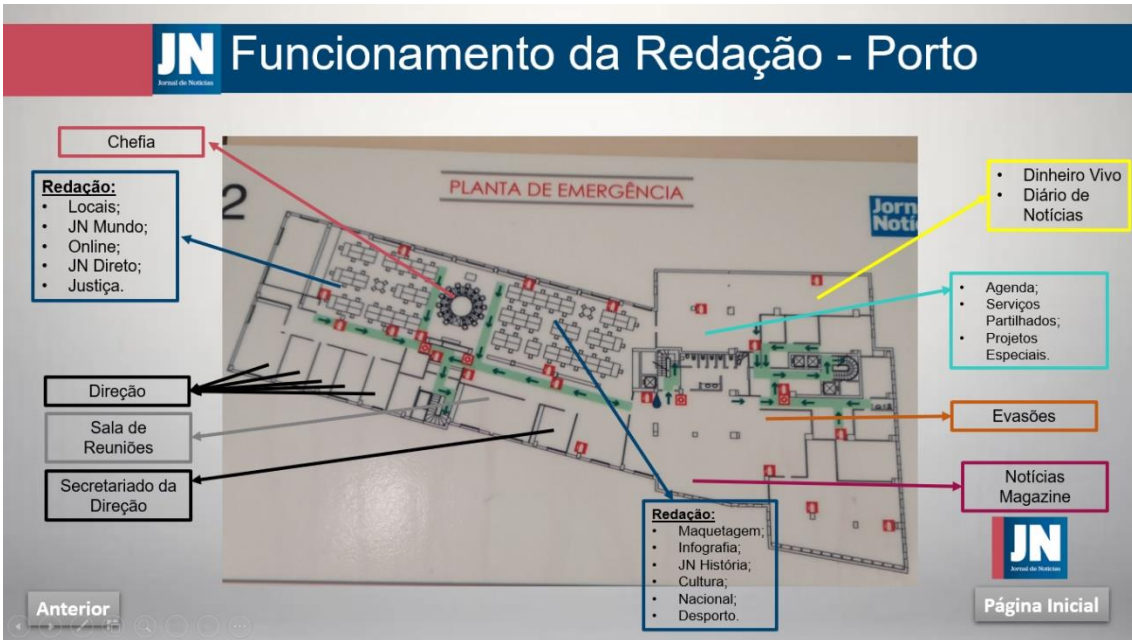 JN
Jornal de Notícias
Funcionamento da Redação - Porto
Chefia
Redação:
• Locais;
• JN Mundo;
• Online;
• JN Direto;
• Justiça.
Direção
Sala de
Reuniões
Secretariado da
Direção
2
PLANTA DE EMERGÊNCIA
Jorn
Notí
• Dinheiro Vivo
• Diário de
Notícias
• Agenda;
• Serviços
Partilhados;
• Projetos
Especiais.
Evasões
Notícias
Magazine
Redação:
• Maquetagem;
• Infografia;
• JN História;
• Cultura;
• Nacional;
• Desporto.
JN
Jornal de Notícias
Anterior
Página Inicial